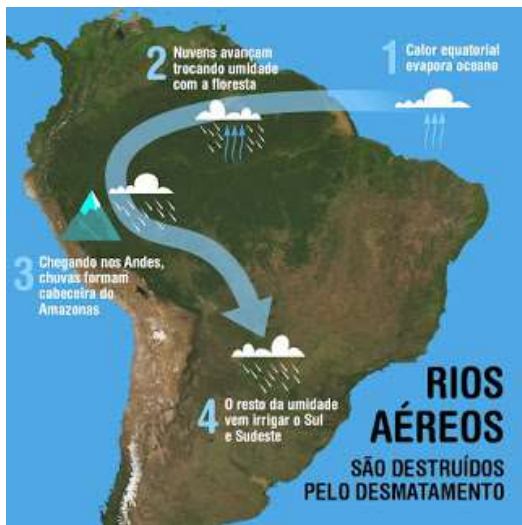 1 Calor equatorial
evapora oceano
2 Nuvens avançam
trocando umidade
com a floresta
3 Chegando nos Andes,
chuvas formam
cabeceira do
Amazonas
4 O resto da umidade
vem irrigar o Sul
e Sudeste
RIOS
AÉREOS
SÃO DESTRUÍDOS
PELO DESMATAMENTO